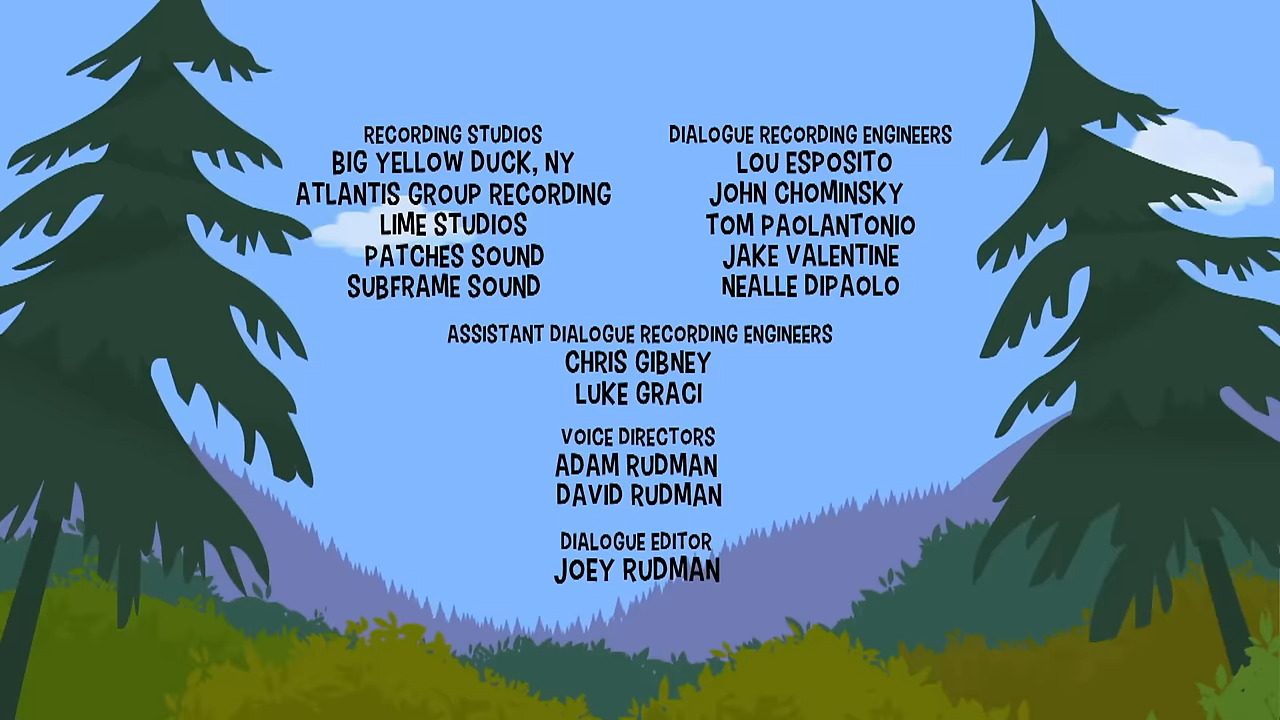 RECORDING STUDIOS
BIG YELLOW DUCK, NY
ATLANTIS GROUP RECORDING
LIME STUDIOS
PATCHES SOUND
SUBFRAME SOUND
DIALOGUE RECORDING ENGINEERS
LOU ESPOSITO
JOHN CHOMINSKY
TOM PAOLANTONIO
JAKE VALENTINE
NEALLE DIPAOLO
ASSISTANT DIALOGUE RECORDING ENGINEERS
CHRIS GIBNEY
LUKE GRACI
VOICE DIRECTORS
ADAM RUDMAN
DAVID RUDMAN
DIALOGUE EDITOR
JOEY RUDMAN